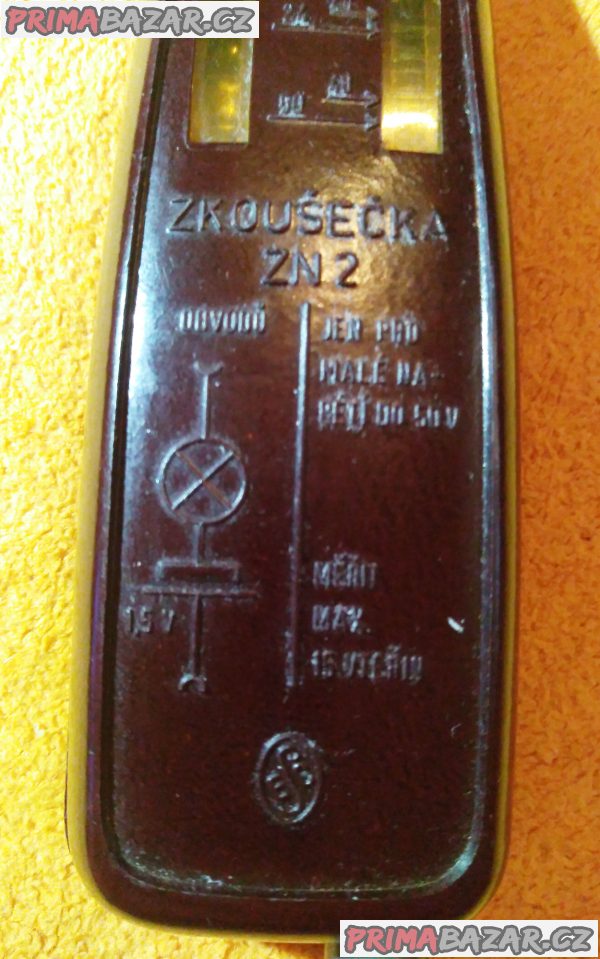 PRIMABAZAR.CZ
ZKOUŠEČKA
ZN 2
OBVODŮ
JEN PRO
MALÉ NA-
PĚTÍ DO 50 V
1,5 V
MĚŘIT
MAX.
PRIMABAZAR.CZ